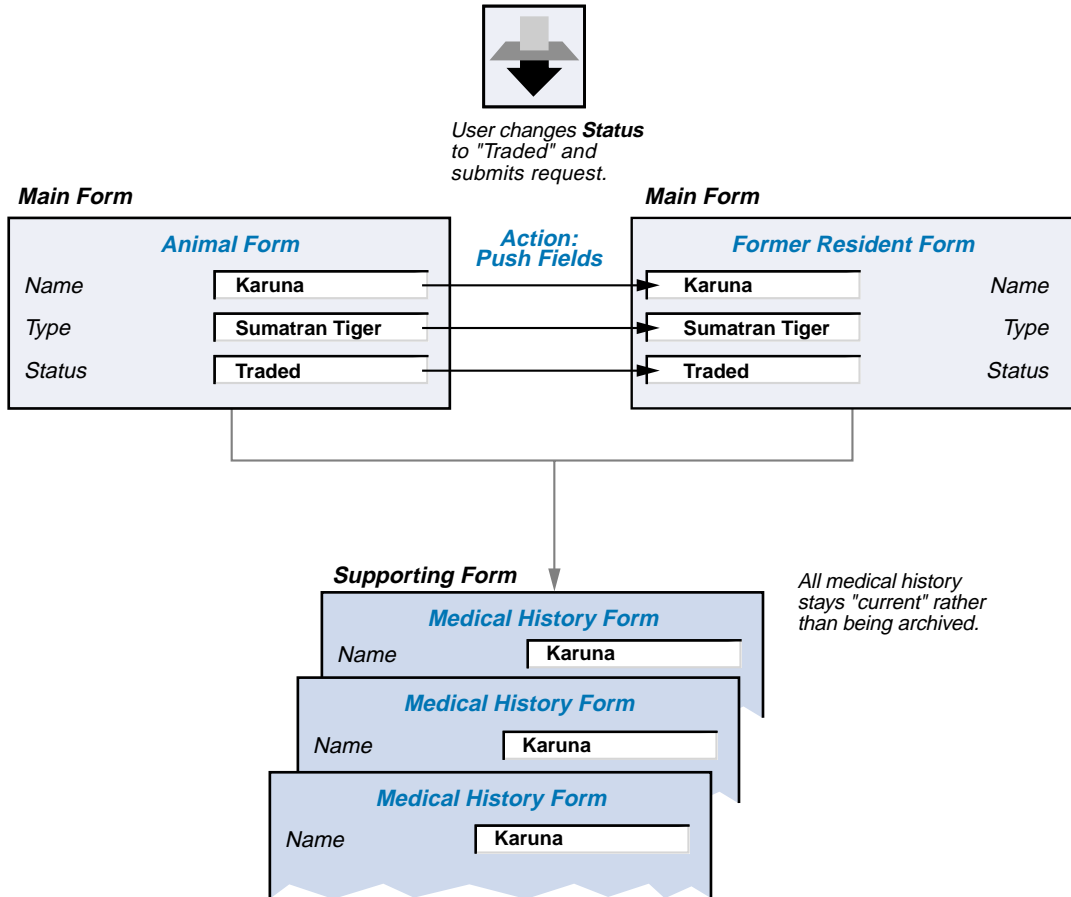 User changes Status
to "Traded" and
submits request.
Main Form
Animal Form
Name
Karuna
Type
Sumatran Tiger
Status
Traded
Action:
Push Fields
Main Form
Former Resident Form
Karuna
Name
Sumatran Tiger
Type
Traded
Status
Supporting Form
Medical History Form
Name
Karuna
Medical History Form
Name
Karuna
Medical History Form
Name
Karuna
All medical history
stays "current" rather
than being archived.